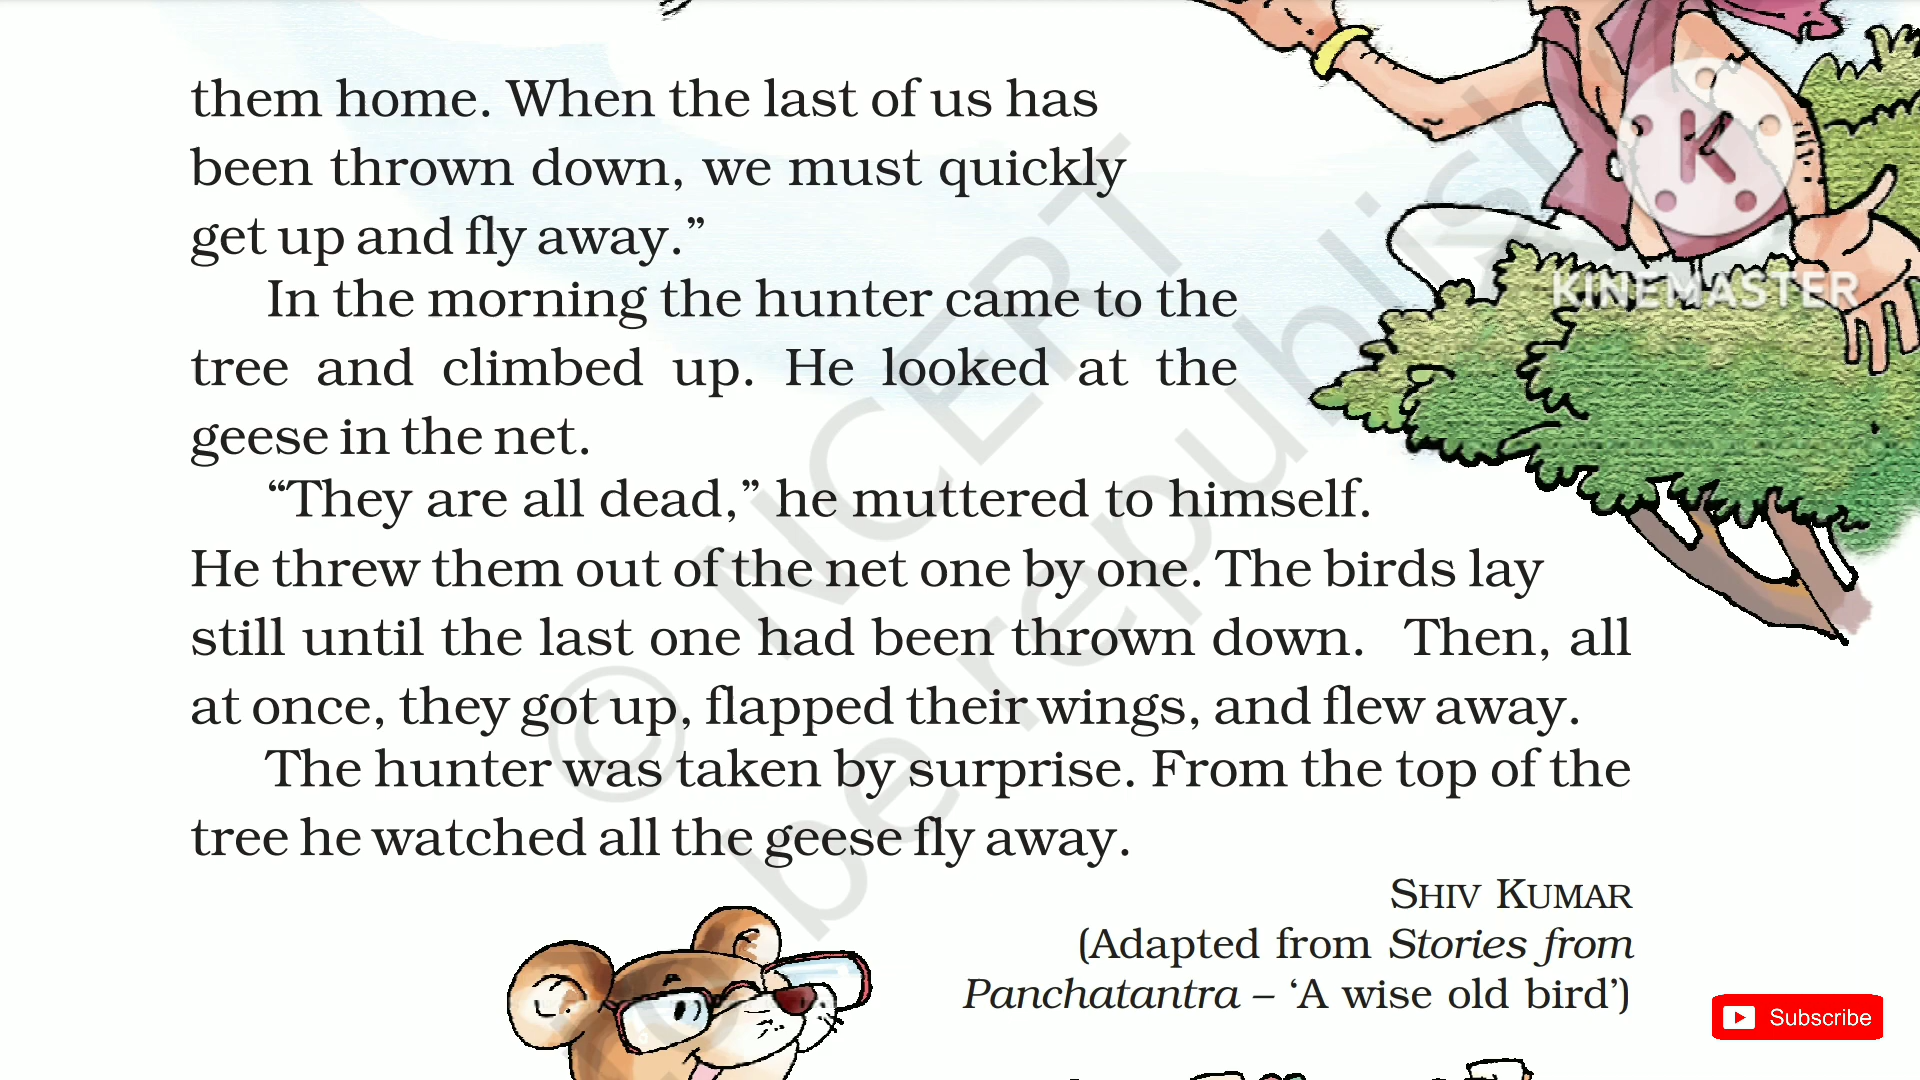 them home. When the last of us has
been thrown down, we must quickly
get up and fly away.”
In the morning the hunter came to the
tree and climbed up. He looked at the
geese in the net.
“They are all dead,” he muttered to himself.
He threw them out of the net one by one. The birds lay
still until the last one had been thrown down. Then, all
at once, they got up, flapped their wings, and flew away.
The hunter was taken by surprise. From the top of the
tree he watched all the geese fly away.
SHIV KUMAR
(Adapted from Stories from
Panchatantra – ‘A wise old bird’)
K
KINEMASTER
© NCERT
be republish
Subscribe